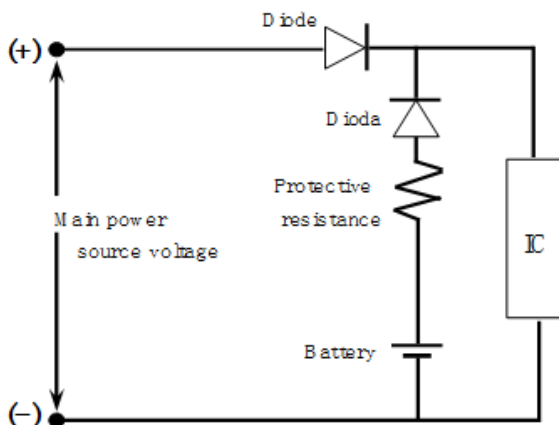 Diode
(+)
Dioda
Protective
resistance
Main power
source voltage
IC
Battery
(−)